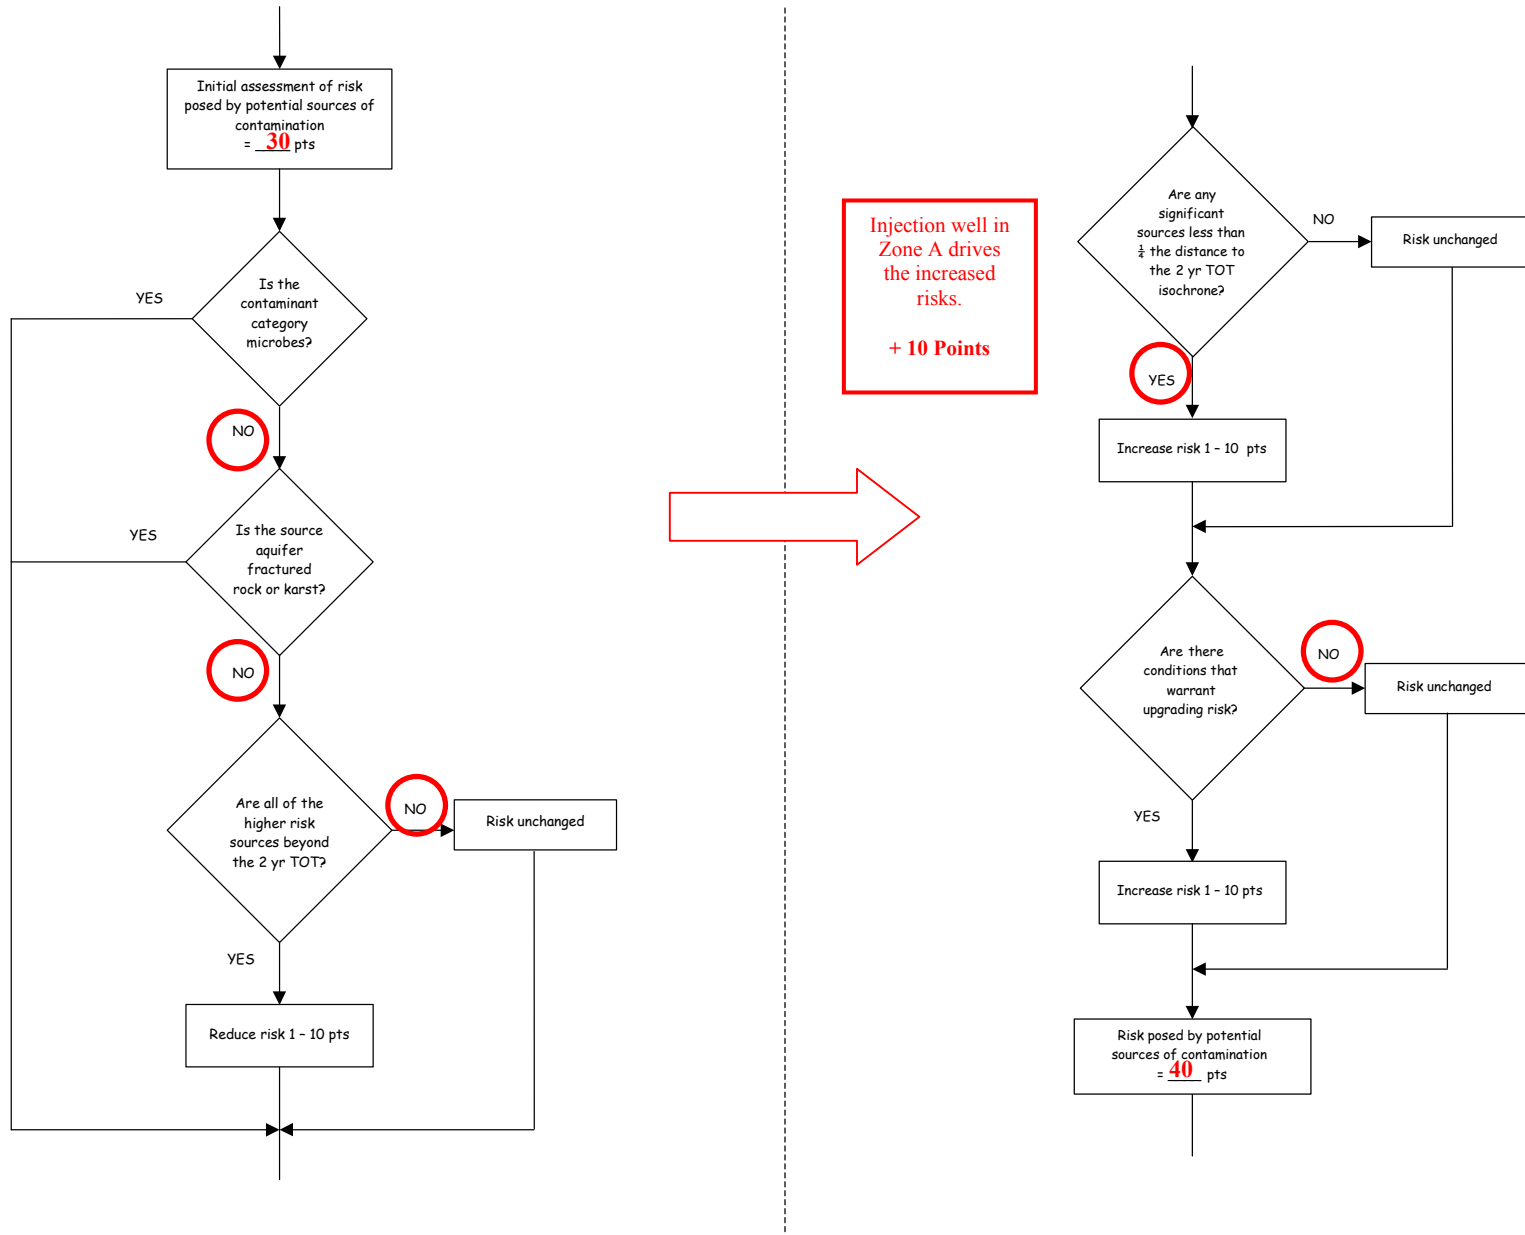 Initial assessment of risk
posed by potential sources of
contamination
= 30 pts
Is the
contaminant
category
microbes?
YES
NO
Is the source
aquifer
fractured
rock or karst?
YES
NO
Are all of the
higher risk
sources beyond
the 2 yr TOT?
NO
Risk unchanged
YES
Reduce risk 1 – 10 pts
Injection well in
Zone A drives
the increased
risks.
+ 10 Points
Are any
significant
sources less than
¼ the distance to
the 2 yr TOT
isochrone?
NO
Risk unchanged
YES
Increase risk 1 – 10 pts
Are there
conditions that
warrant
upgrading risk?
NO
Risk unchanged
YES
Increase risk 1 – 10 pts
Risk posed by potential
sources of contamination
= 40 pts